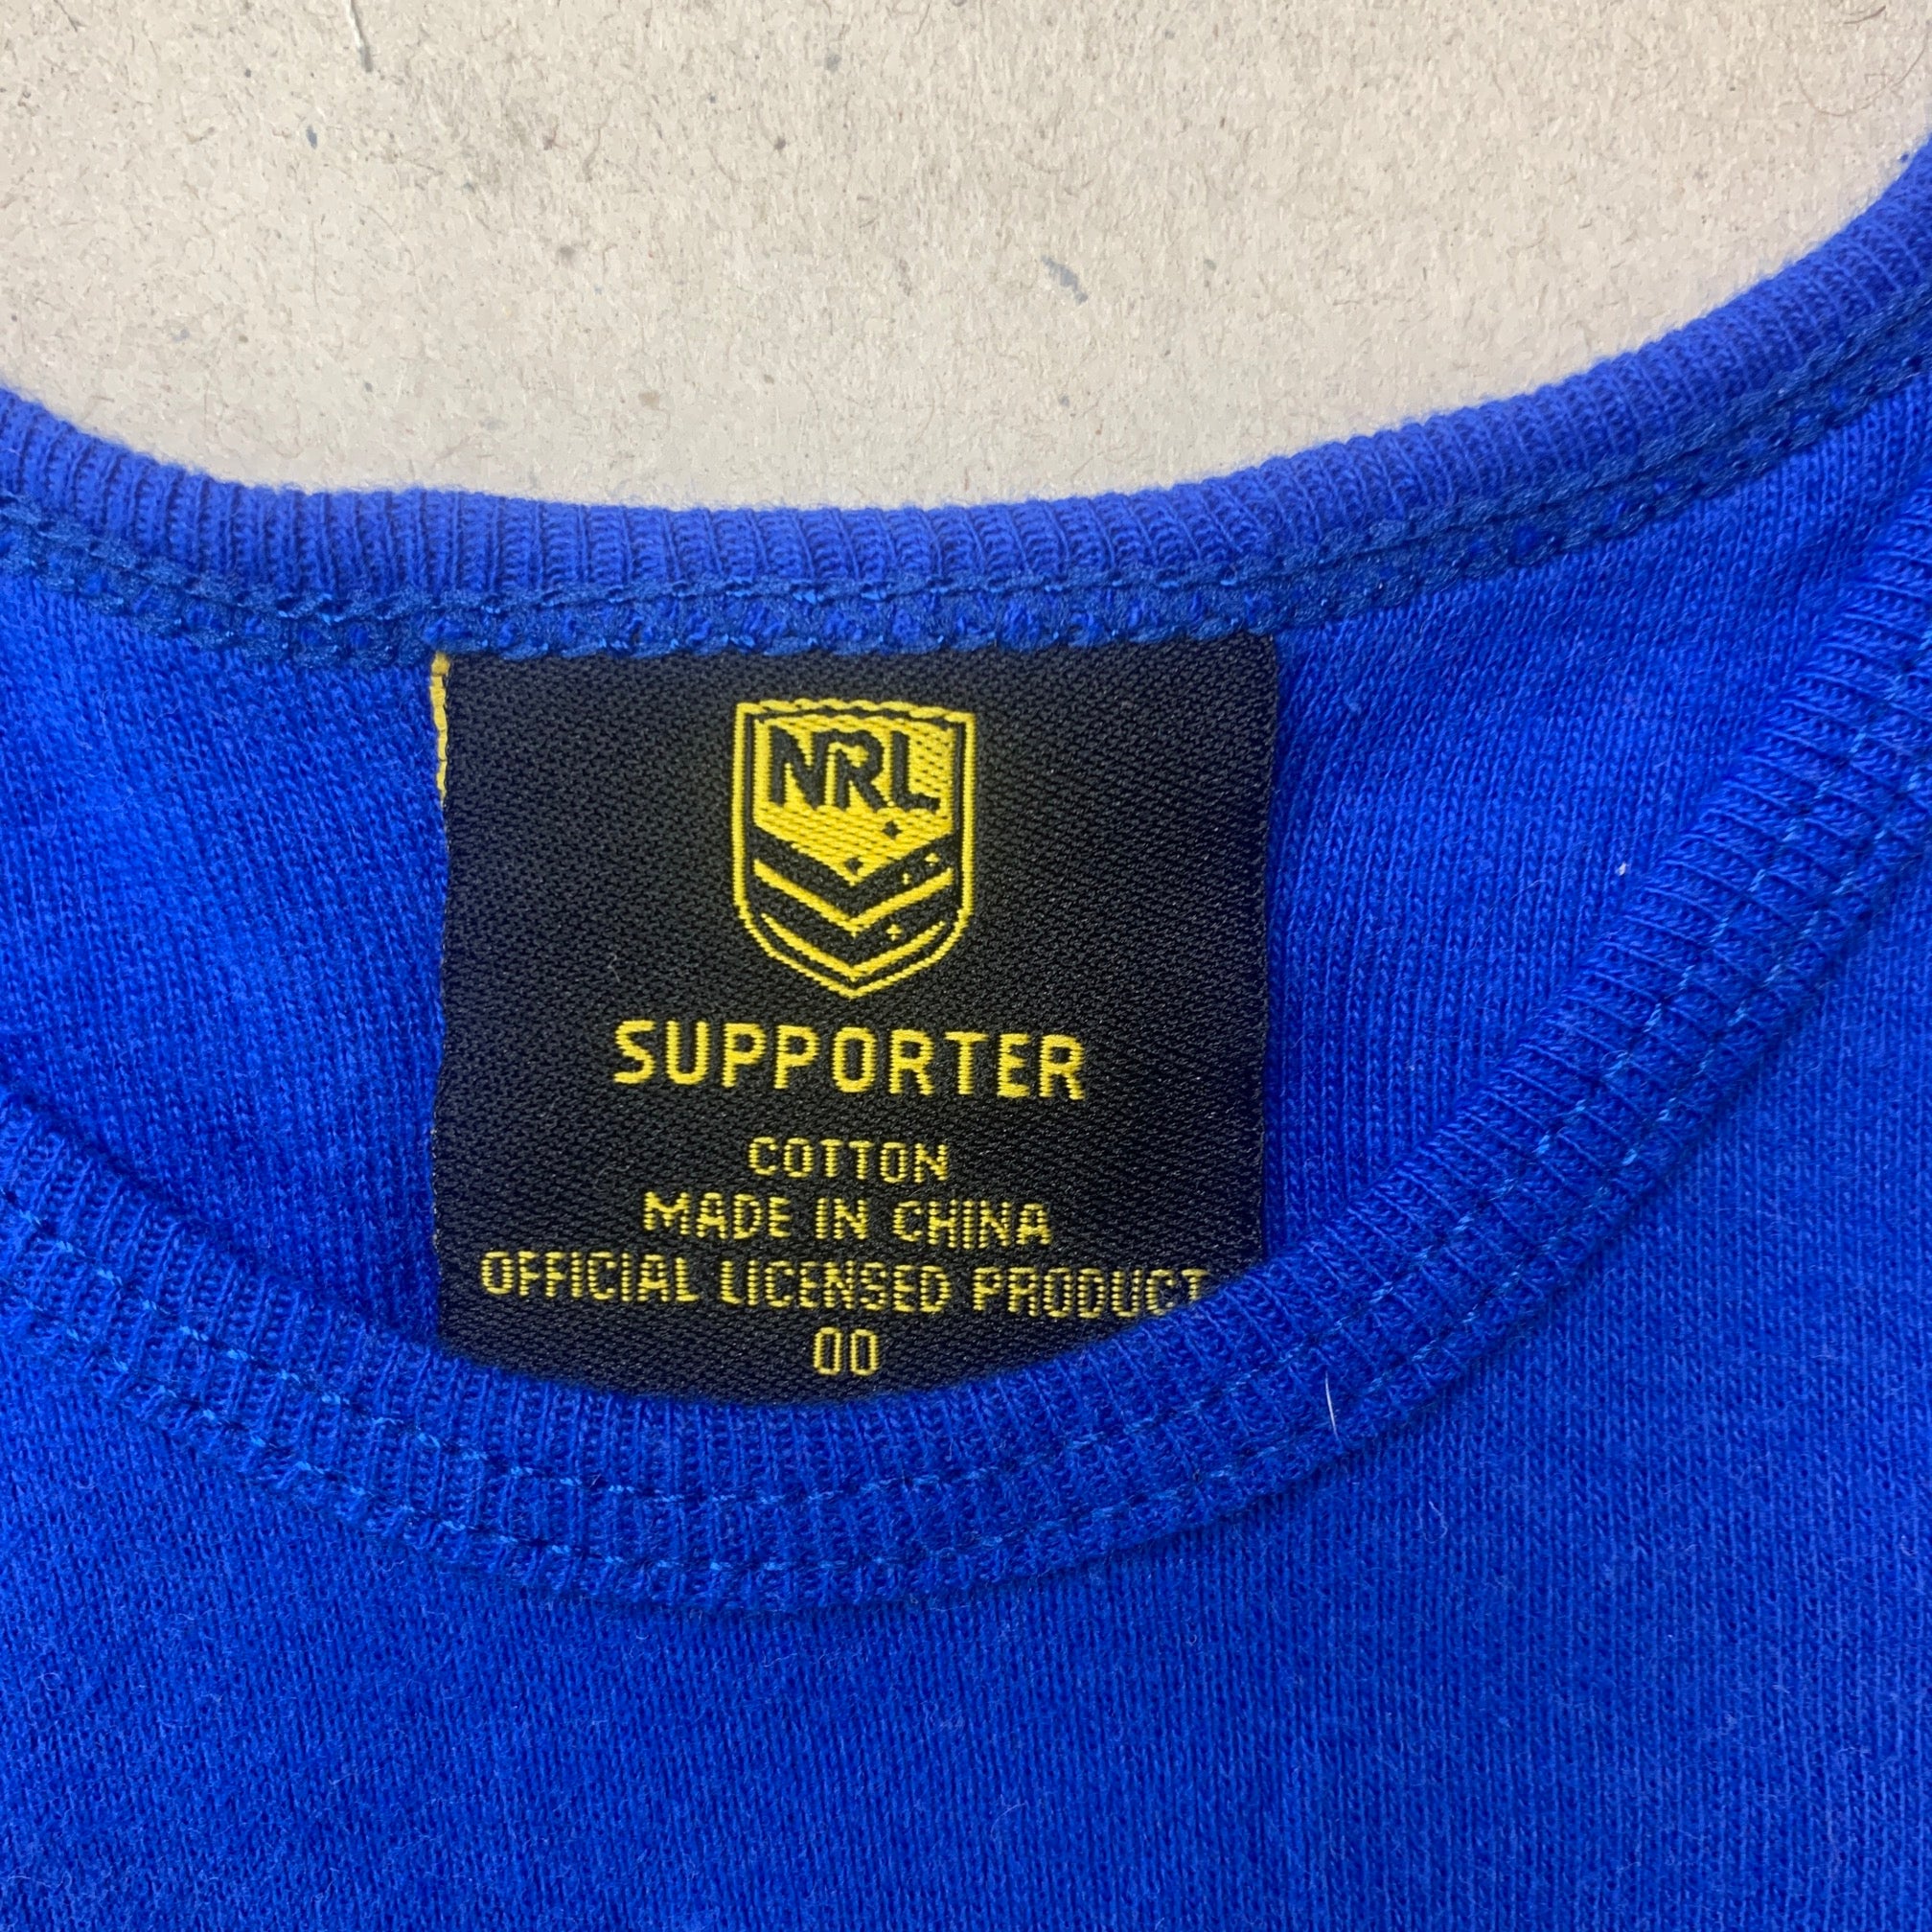 NRL
SUPPORTER
COTTON
MADE IN CHINA
OFFICIAL LICENSED PRODUCT
00